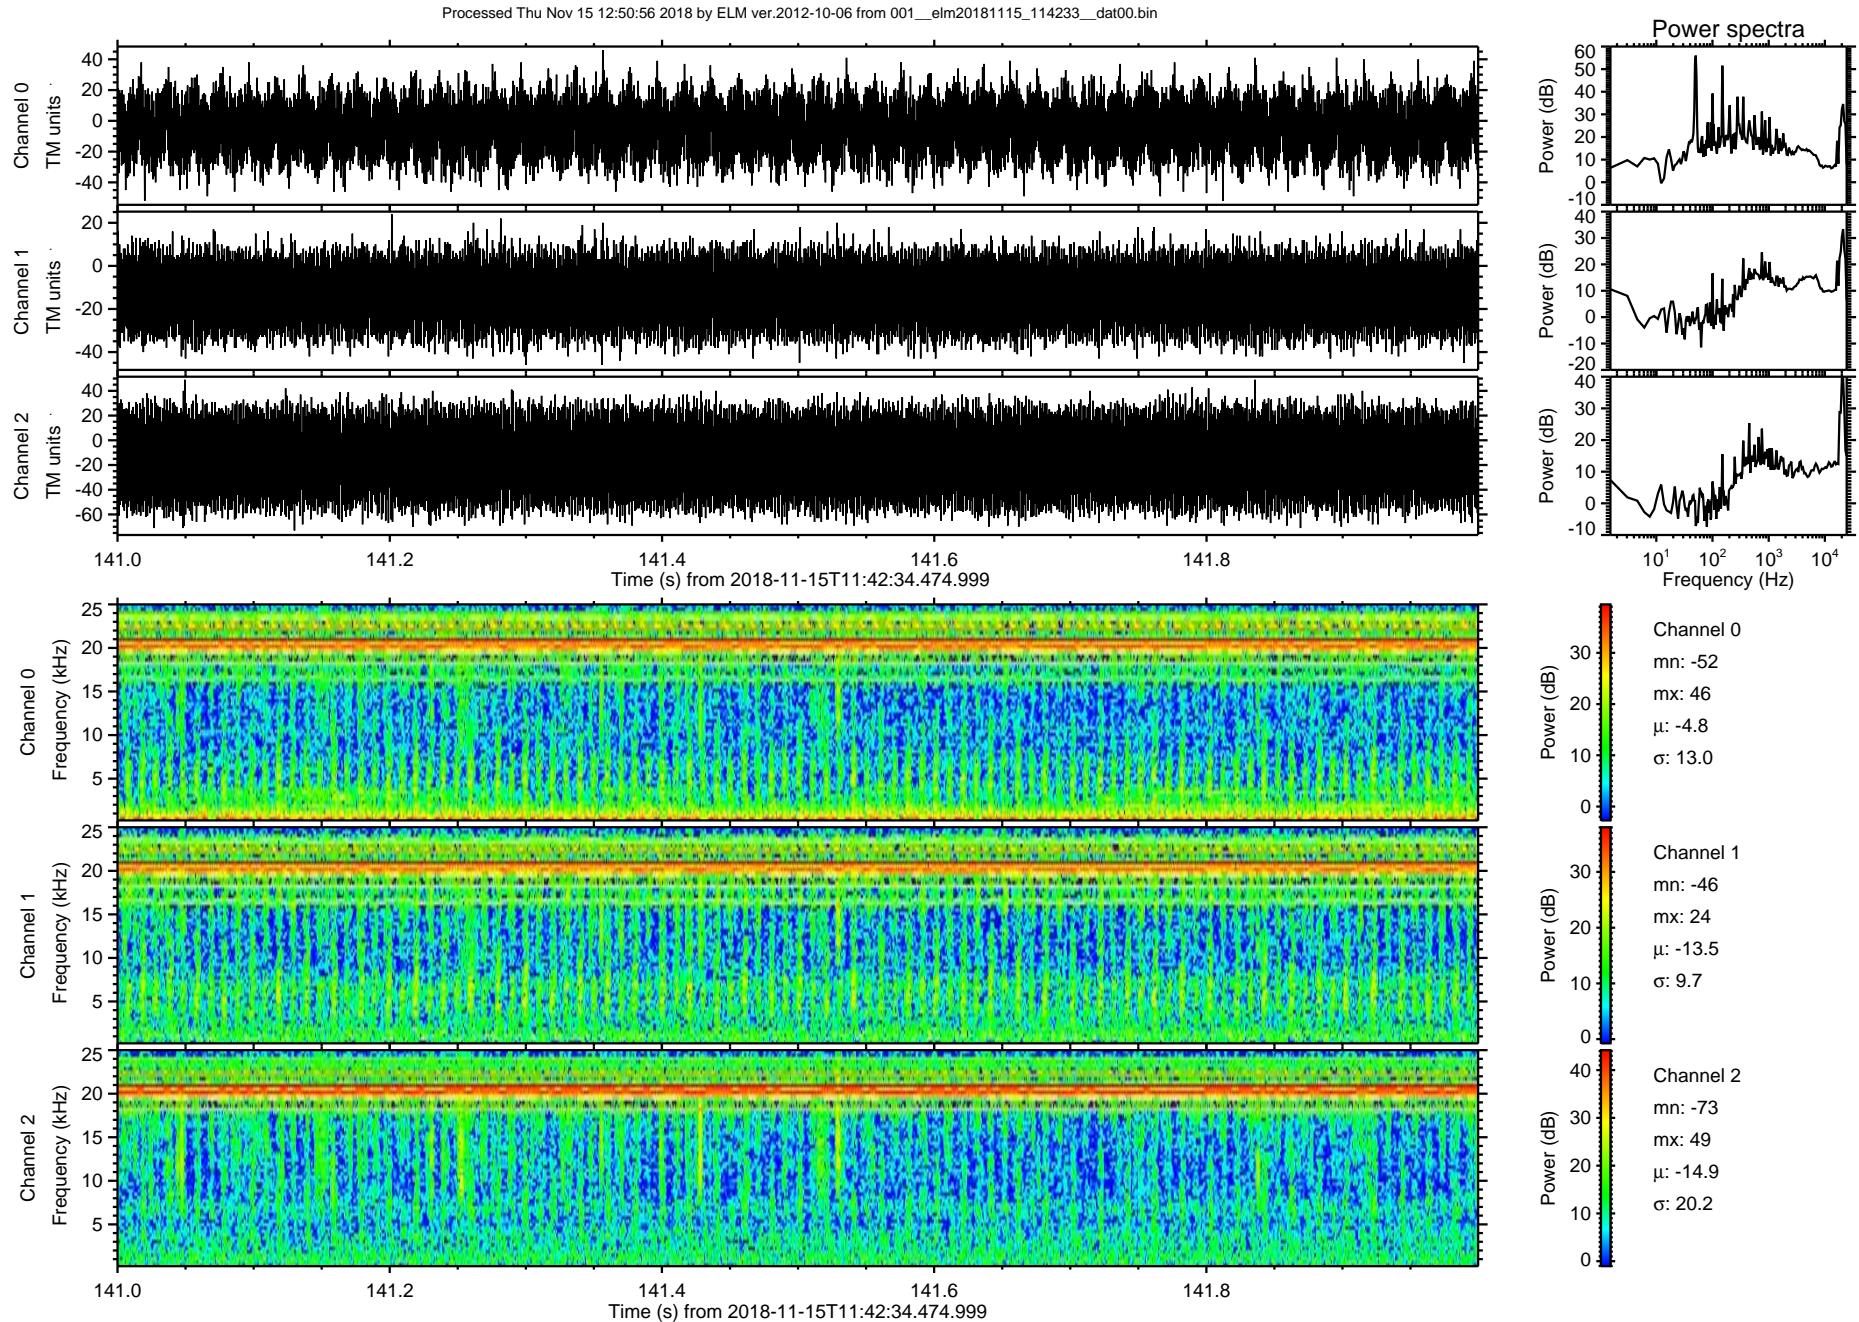 Processed Thu Nov 15 12:50:56 2018 by ELM ver.2012-10-06 from 001__elm20181115_114233__dat00.bin
Power spectra
Channel 0
TM units
40
20
0
-20
-40
Power (dB)
60
50
40
30
20
10
0
-10
Channel 1
TM units
20
0
-20
-40
Power (dB)
40
30
20
10
0
-10
-20
Channel 2
TM units
40
20
0
-20
-40
-60
Power (dB)
40
30
20
10
0
-10
141.0 141.2 141.4 141.6 141.8
Time (s) from 2018-11-15T11:42:34.474.999
10¹ 10² 10³ 10⁴
Frequency (Hz)
Channel 0
Frequency (kHz)
25
20
15
10
5
Power (dB)
30
20
10
0
Channel 0
mn: -52
mx: 46
μ: -4.8
σ: 13.0
Channel 1
Frequency (kHz)
25
20
15
10
5
Power (dB)
30
20
10
0
Channel 1
mn: -46
mx: 24
μ: -13.5
σ: 9.7
Channel 2
Frequency (kHz)
25
20
15
10
5
Power (dB)
40
30
20
10
0
Channel 2
mn: -73
mx: 49
μ: -14.9
σ: 20.2
141.0 141.2 141.4 141.6 141.8
Time (s) from 2018-11-15T11:42:34.474.999